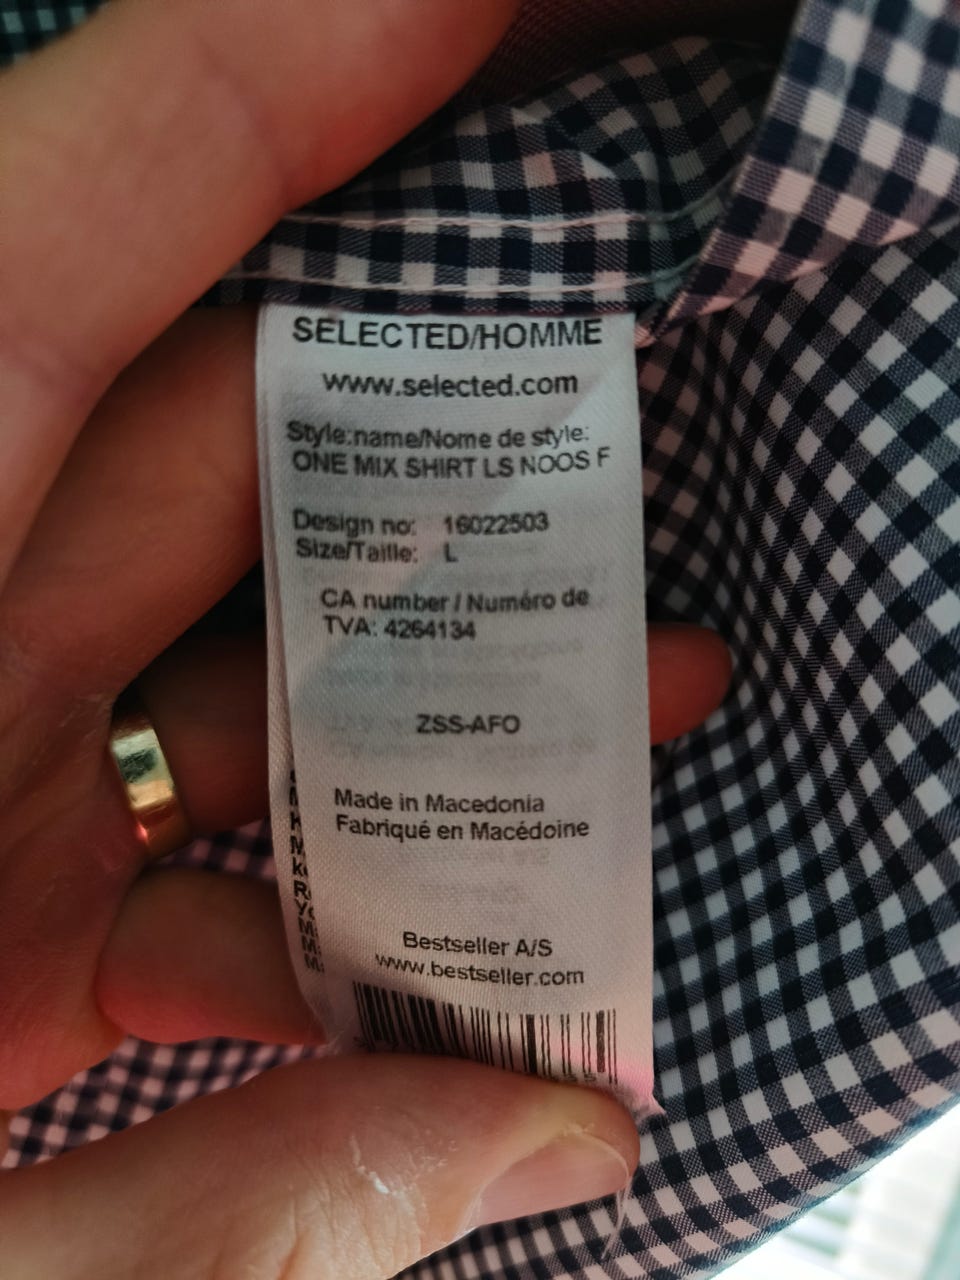 SELECTED/HOMME
www.selected.com
Style:name/Nome de style:
ONE MIX SHIRT LS NOOS F
Design no: 16022503
Size/Taille: L
CA number / Numéro de
TVA: 4264134
ZSS-AFO
Made in Macedonia
Fabriqué en Macédoine
Bestseller A/S
www.bestseller.com